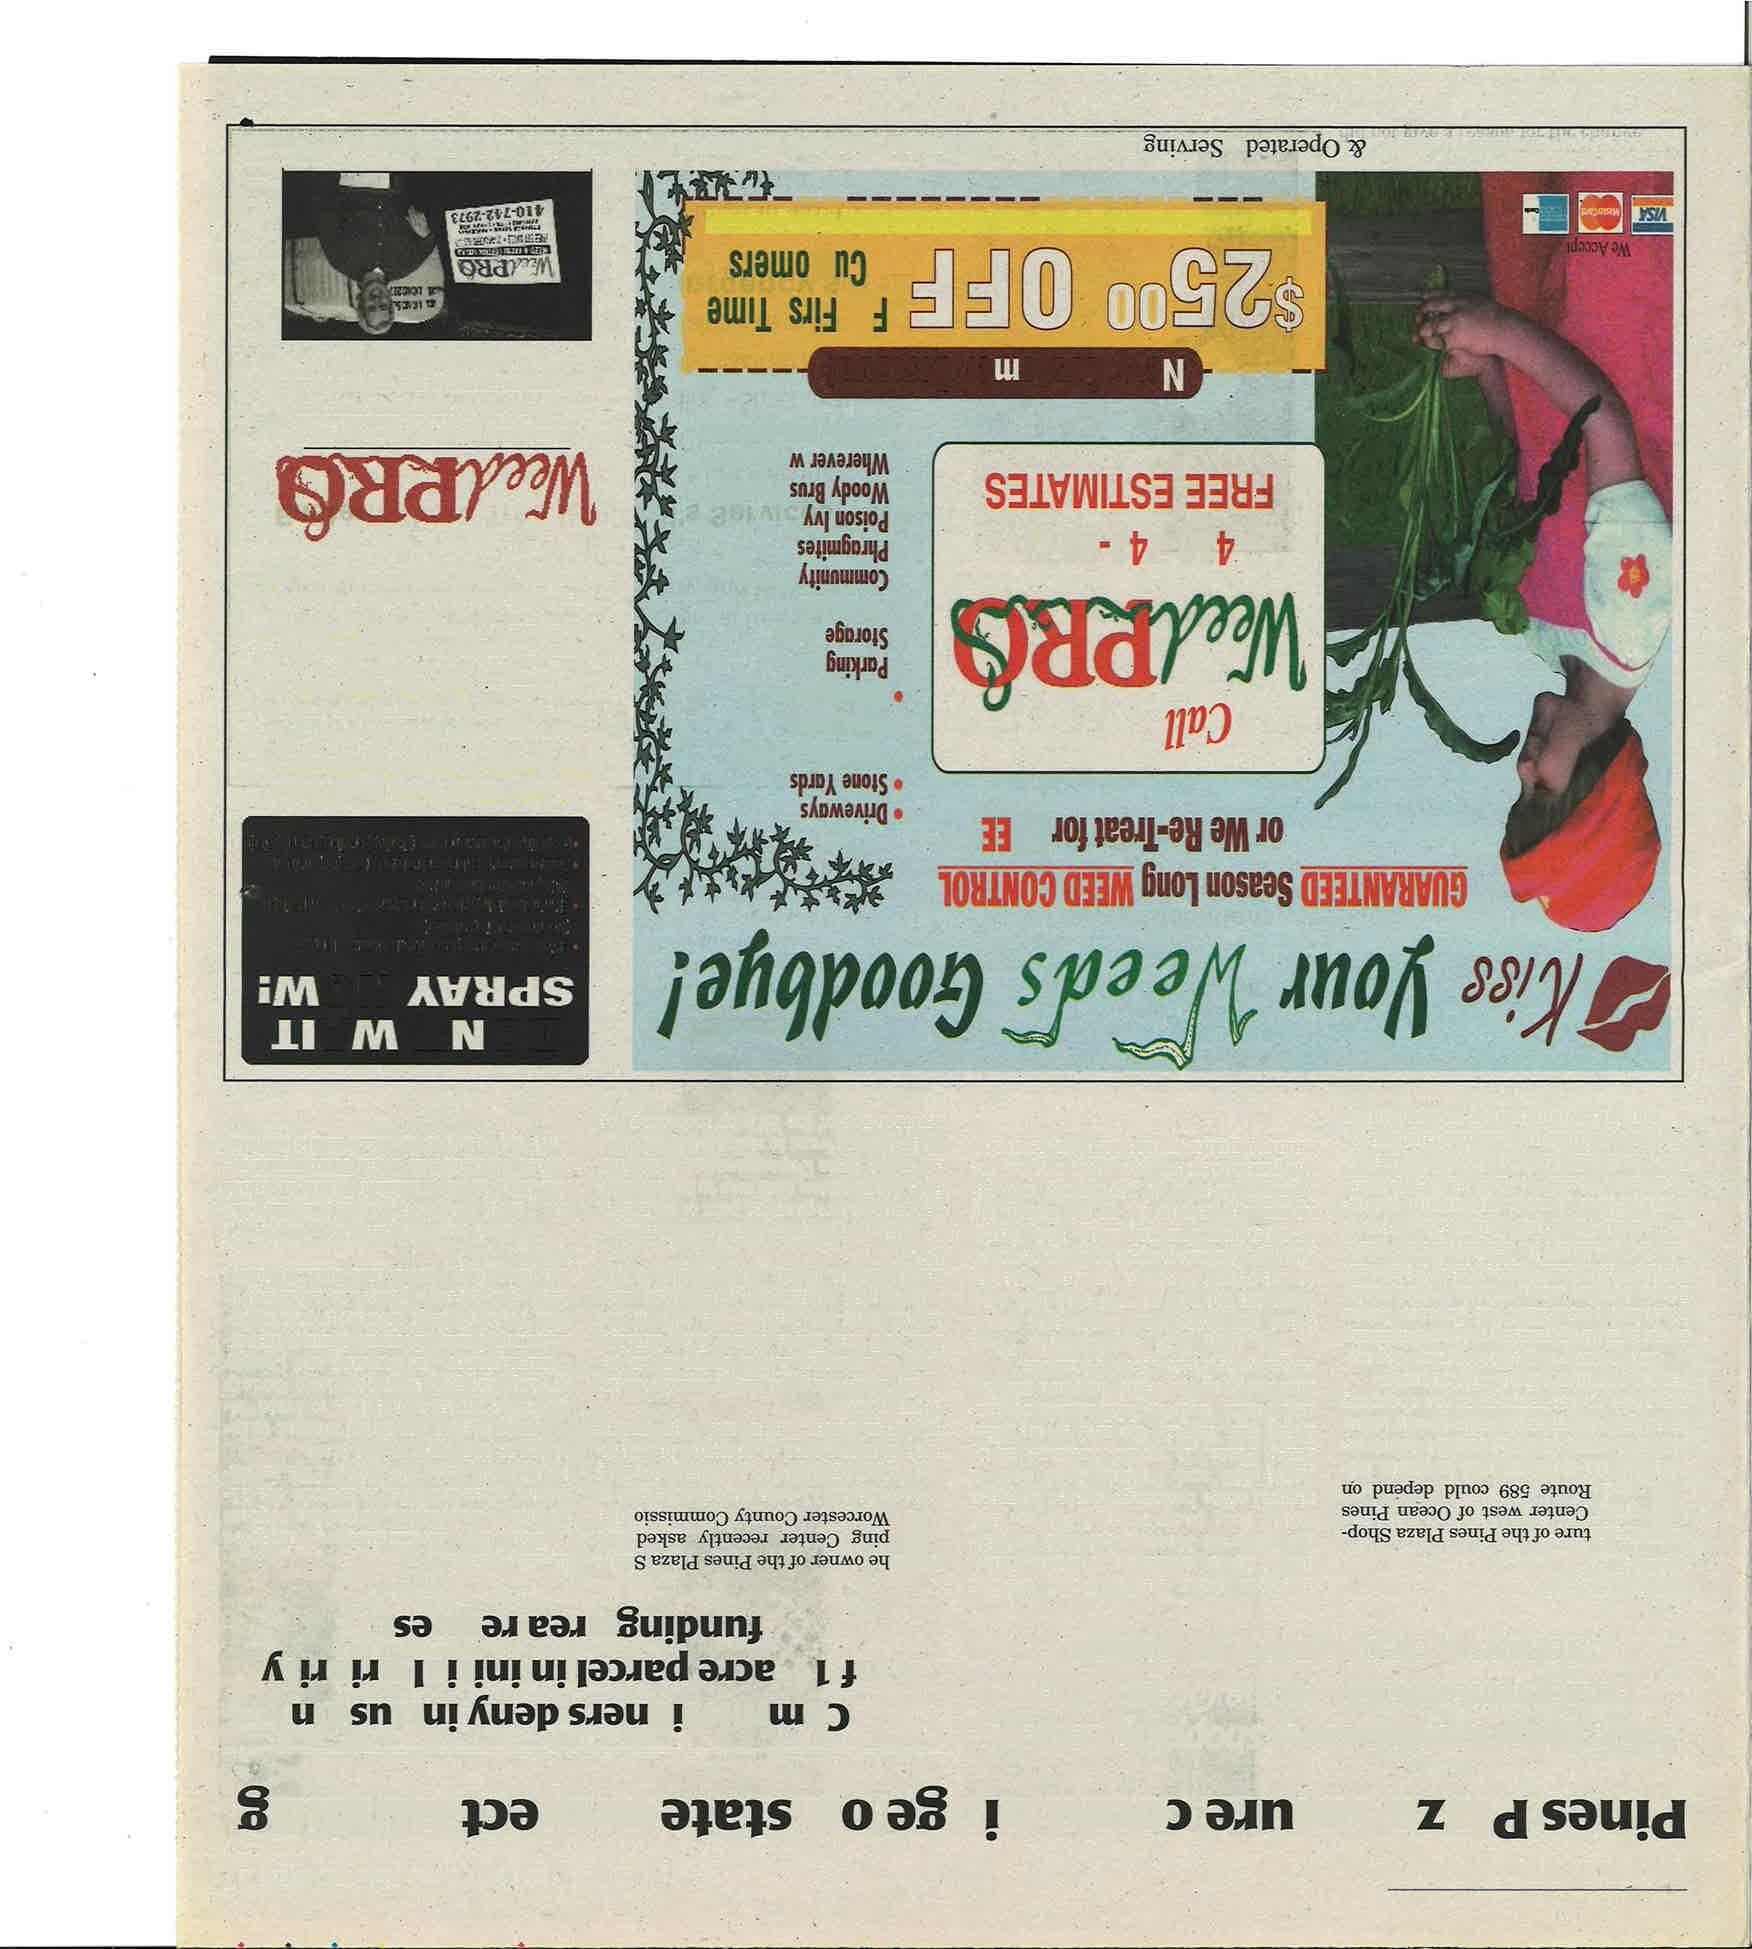 Pines P z ure c i ge o state ect g
C m i ners deny in us n
f 1 acre parcel in ini i l ri ri y
funding rea re es
ture of the Pines Plaza Shop-
Center west of Ocean Pines
Route 589 could depend on
he owner of the Pines Plaza S
ping Center recently asked
Worcester County Commissio
Kiss Your Weeds Goodbye!
GUARANTEED Season Long WEED CONTROL
or We Re-Treat for EE
• Driveways
• Stone Yards
•
Parking
Storage
Community
Phragmites
Poison Ivy
Woody Brus
Wherever w
Call
WeedPRO
4 4 -
FREE ESTIMATES
N m
$25.00 OFF
F Firs Time
Cu omers
We Accept
VISA
MasterCard
& Operated Serving
N W IT
SPRAY W!
WeedPRO
WeedPRO
410-742-2973